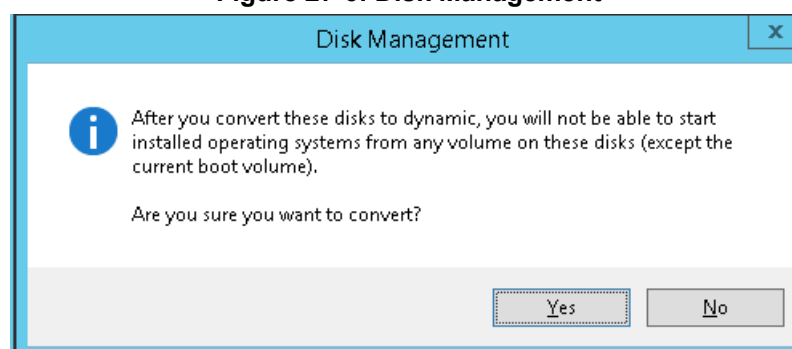 Disk Management
x
After you convert these disks to dynamic, you will not be able to start
installed operating systems from any volume on these disks (except the
current boot volume).
Are you sure you want to convert?
Yes
No